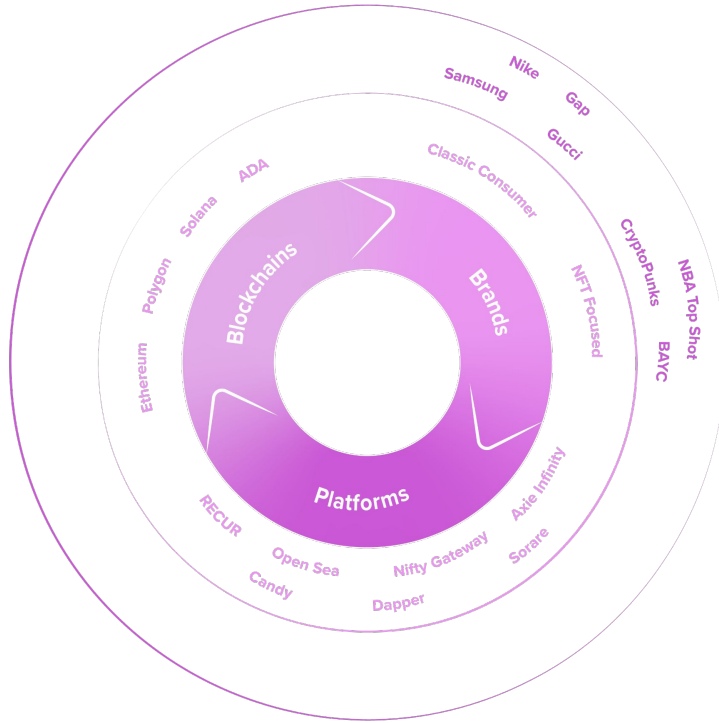 Nike
Samsung
Gap
Gucci
Classic Consumer
ADA
Solana
Polygon
Ethereum
Blockchains
Brands
NFT Focused
CryptoPunks
NBA Top Shot
BAYC
Platforms
Axie Infinity
Sorare
Nifty Gateway
Dapper
Open Sea
Candy
RECUR